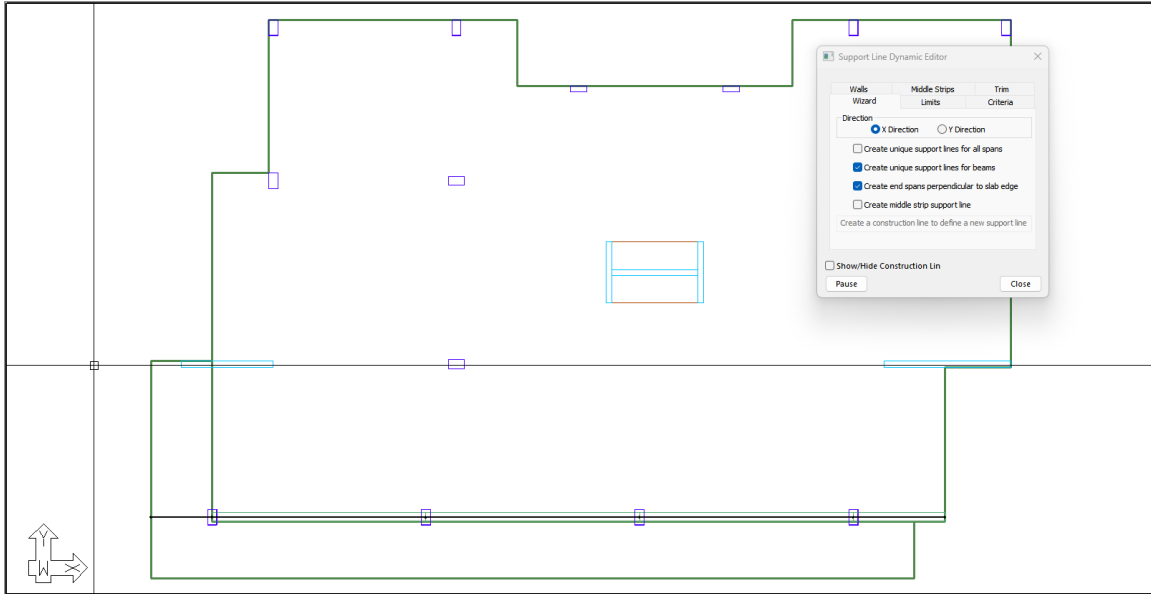 Support Line Dynamic Editor
Walls Middle Strips Trim
Wizard Limits Criteria
Direction
X Direction Y Direction
Create unique support lines for all spans
Create unique support lines for beams
Create end spans perpendicular to slab edge
Create middle strip support line
Create a construction line to define a new support line
Show/Hide Construction Lin
Pause Close
Y
W X